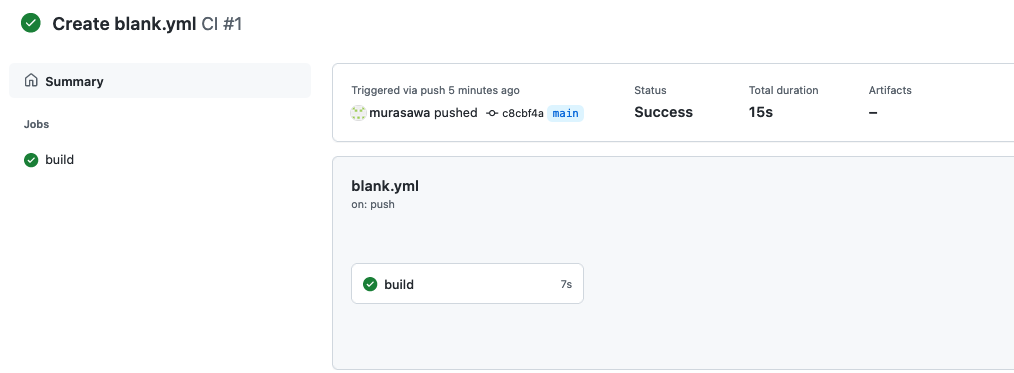 Create blank.yml CI #1
Summary
Jobs
build
Triggered via push 5 minutes ago
murasawa pushed c8cbf4a main
Status
Success
Total duration
15s
Artifacts
–
blank.yml
on: push
build 7s